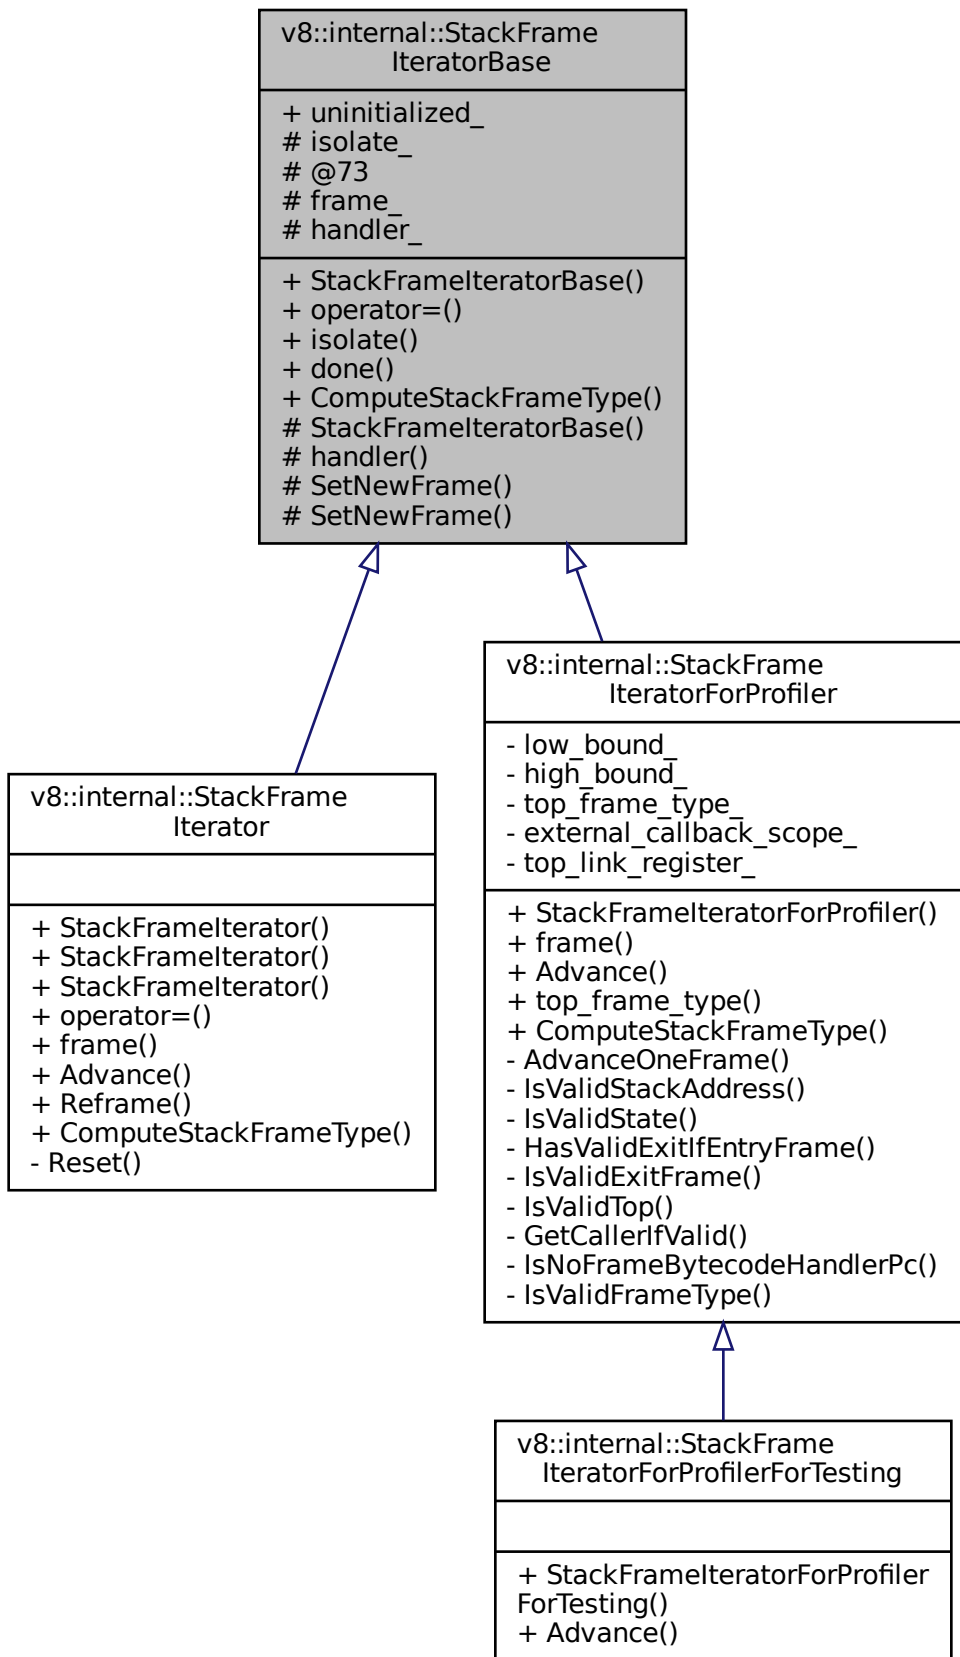 v8::internal::StackFrame
IteratorBase
+ uninitialized_
# isolate_
# @73
# frame_
# handler_
+ StackFrameIteratorBase()
+ operator=()
+ isolate()
+ done()
+ ComputeStackFrameType()
# StackFrameIteratorBase()
# handler()
# SetNewFrame()
# SetNewFrame()
v8::internal::StackFrame
IteratorForProfiler
- low_bound_
- high_bound_
- top_frame_type_
- external_callback_scope_
- top_link_register_
+ StackFrameIteratorForProfiler()
+ frame()
+ Advance()
+ top_frame_type()
+ ComputeStackFrameType()
- AdvanceOneFrame()
- IsValidStackAddress()
- IsValidState()
- HasValidExitIfEntryFrame()
- IsValidExitFrame()
- IsValidTop()
- GetCallerIfValid()
- IsNoFrameBytecodeHandlerPc()
- IsValidFrameType()
v8::internal::StackFrame
Iterator
+ StackFrameIterator()
+ StackFrameIterator()
+ StackFrameIterator()
+ operator=()
+ frame()
+ Advance()
+ Reframe()
+ ComputeStackFrameType()
- Reset()
v8::internal::StackFrame
IteratorForProfilerForTesting
+ StackFrameIteratorForProfiler
ForTesting()
+ Advance()